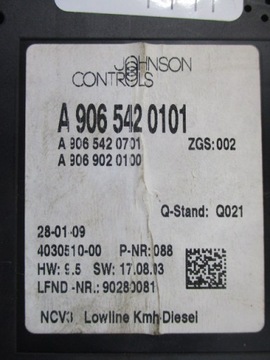 JOHNSON
CONTROLS
A 906 542 0101
A 906 542 0701 ZGS: 002
A 906 902 0100
Q-Stand: Q021
28-01-09
4030510-00 P-NR: 088
HW: 9.5 SW: 17.08.03
LFND -NR.: 90280081
NCV3 Lowline Kmh Diesel